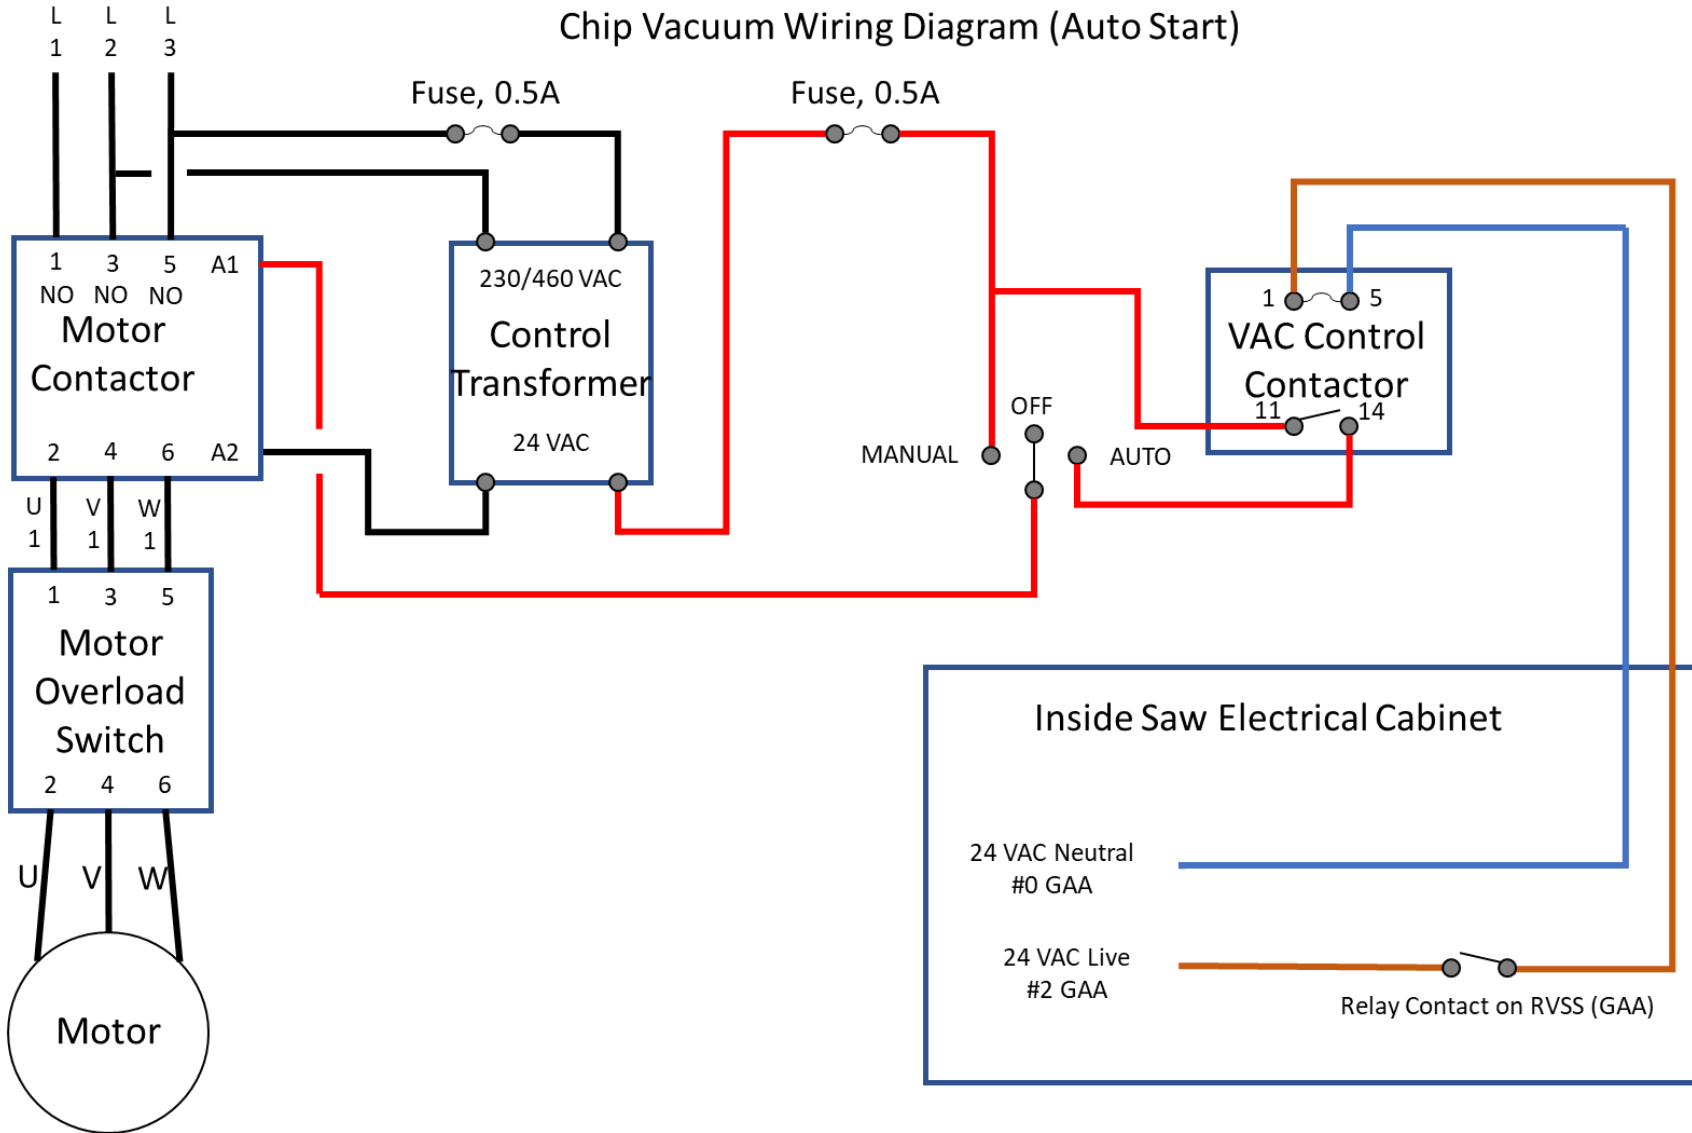 Chip Vacuum Wiring Diagram (Auto Start)
L
1
L
2
L
3
Fuse, 0.5A
Fuse, 0.5A
1
NO
3
NO
5
NO
A1
Motor
Contactor
2
4
6
A2
230/460 VAC
Control
Transformer
24 VAC
OFF
MANUAL
AUTO
1
5
VAC Control
Contactor
11
14
U
1
V
1
W
1
1
3
5
Motor
Overload
Switch
2
4
6
U
V
W
Motor
Inside Saw Electrical Cabinet
24 VAC Neutral
#0 GAA
24 VAC Live
#2 GAA
Relay Contact on RVSS (GAA)